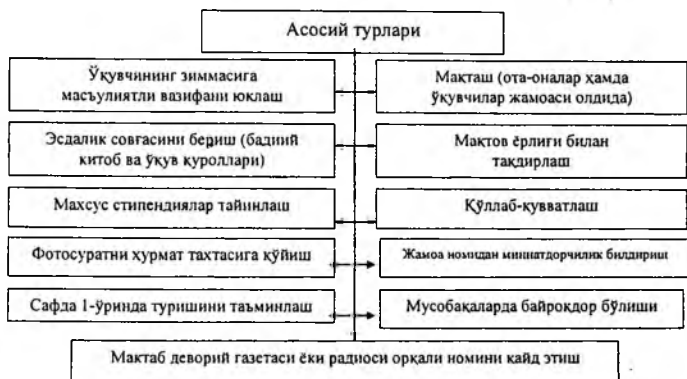 Асосий турлари
Ўқувчининг зиммасига
масъулиятли вазифани юклаш
Мақташ (ота-оналар ҳамда
ўқувчилар жамоаси олдида)
Эсдалик совғасини бериш (бадиий
китоб ва ўқув қуроллари)
Мактов ёрлиғи билан
тақдирлаш
Махсус стипендиялар тайинлаш
Қўллаб-қувватлаш
Фотосуратни ҳурмат тахтасига қўйиш
Жамоа номидан миннатдорчилик билдириш
Сафда 1-ўринда туришини таъминлаш
Мусобақаларда байроқдор бўлиши
Мактаб деворий газетаси ёки радиоси орқали номини қайд этиш